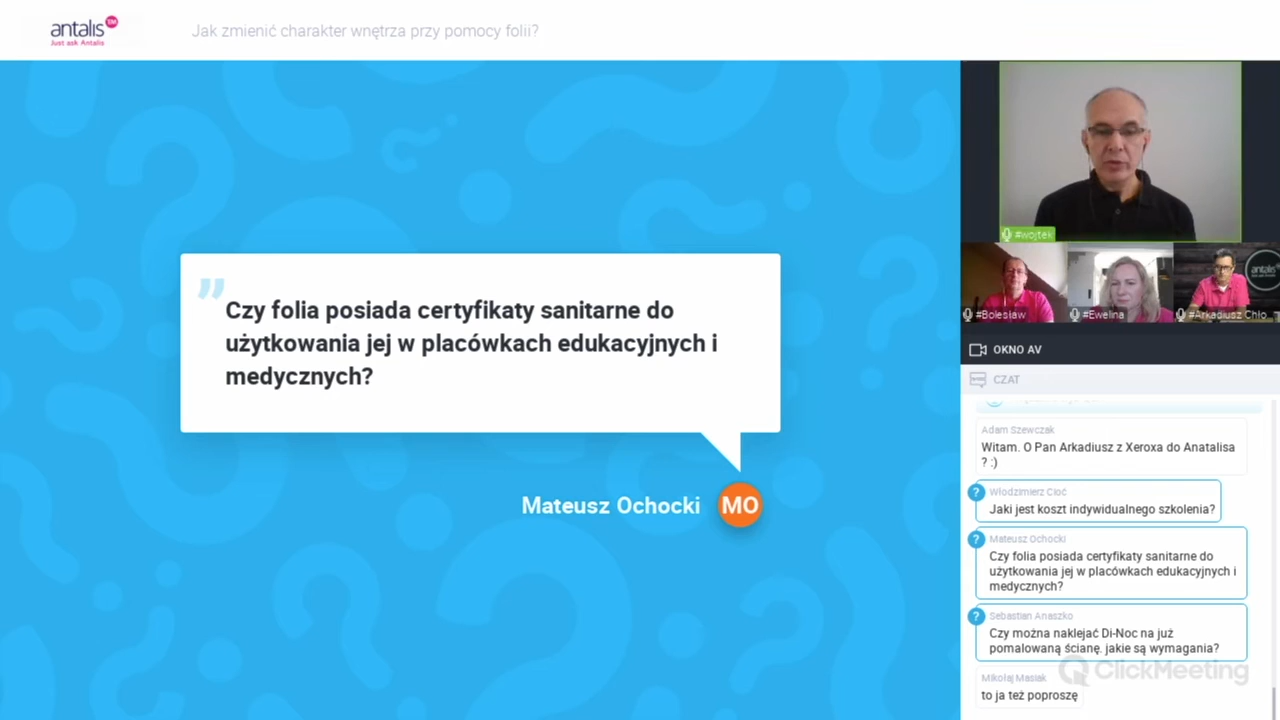 antalis TM
Just ask Antalis
Jak zmienić charakter wnętrza przy pomocy folii?
Czy folia posiada certyfikaty sanitarne do
użytkowania jej w placówkach edukacyjnych i
medycznych?
Mateusz Ochocki MO
#wojtek
antalis
#Bolesław
#Ewelina
#Arkadiusz Chło...
OKNO AV
CZAT
Adam Szewczak
Witam. O Pan Arkadiusz z Xeroxa do Anatalisa
? :)
? Włodzimierz Cioć
Jaki jest koszt indywidualnego szkolenia?
? Mateusz Ochocki
Czy folia posiada certyfikaty sanitarne do
użytkowania jej w placówkach edukacyjnych i
medycznych?
? Sebastian Anaszko
Czy można naklejać Di-Noc na już
pomalowaną ścianę. jakie są wymagania?
ClickMeeting
Mikołaj Masiak
to ja też poproszę